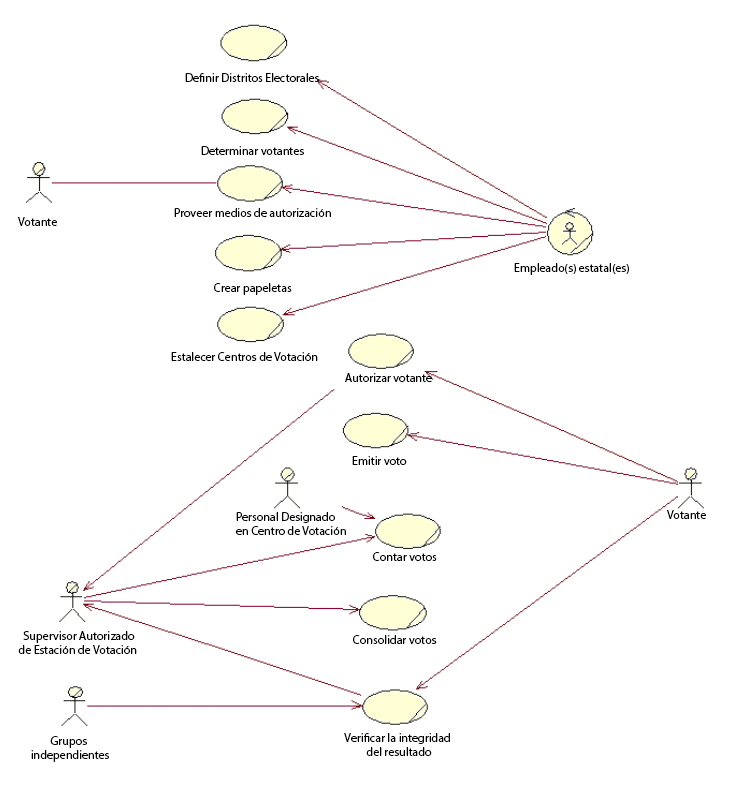 Definir Distritos Electorales
Determinar votantes
Votante
Proveer medios de autorización
Empleado(s) estatal(es)
Crear papeletas
Estalecer Centros de Votación
Autorizar votante
Emitir voto
Personal Designado
en Centro de Votación
Votante
Contar votos
Supervisor Autorizado
de Estación de Votación
Consolidar votos
Grupos
independientes
Verificar la integridad
del resultado